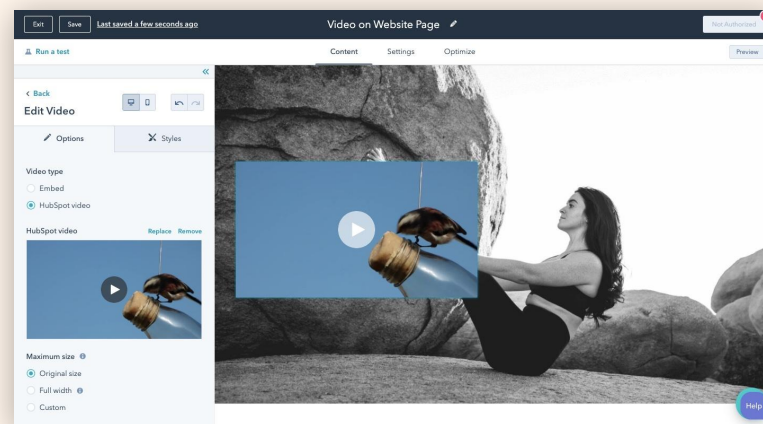 Exit Save Last saved a few seconds ago Video on Website Page Not Authorized
Run a test Content Settings Optimize Preview
Back
Edit Video
Options Styles
Video type
Embed
HubSpot video
HubSpot video Replace Remove
Maximum size
Original size
Full width
Custom
Help